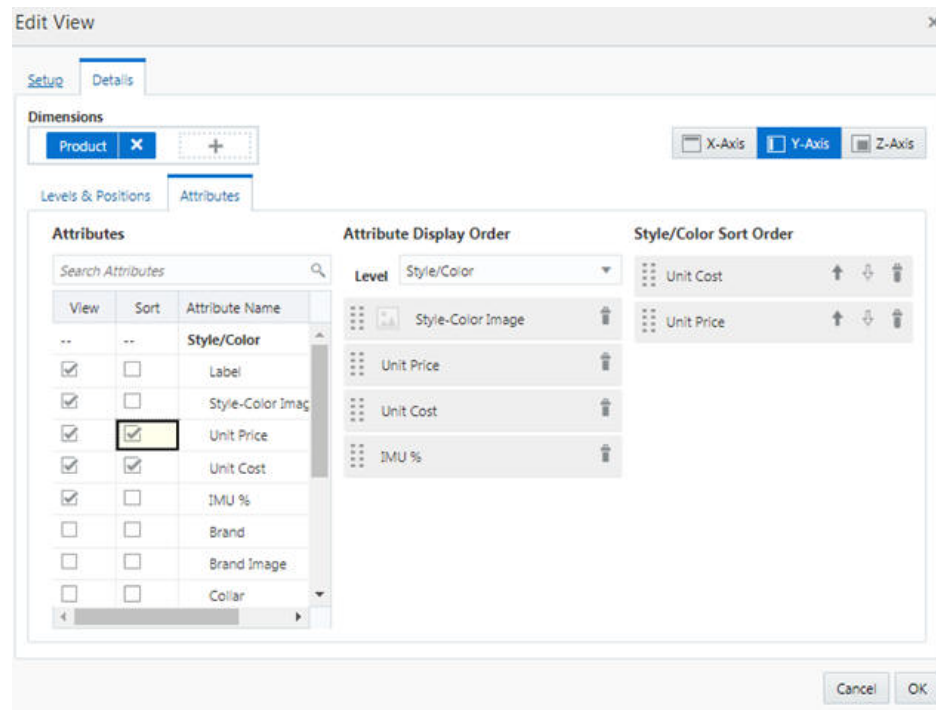 Edit View
Setup Details
Dimensions
Product
X-Axis Y-Axis Z-Axis
Levels & Positions Attributes
Attributes
Attribute Display Order
Style/Color Sort Order
Search Attributes
Level Style/Color
Unit Cost
View Sort Attribute Name
Style-Color Image
Unit Price
-- -- Style/Color
Label
Unit Price
Style-Color Imag
Unit Cost
Unit Price
IMU %
Unit Cost
IMU %
Brand
Brand Image
Collar
Cancel OK